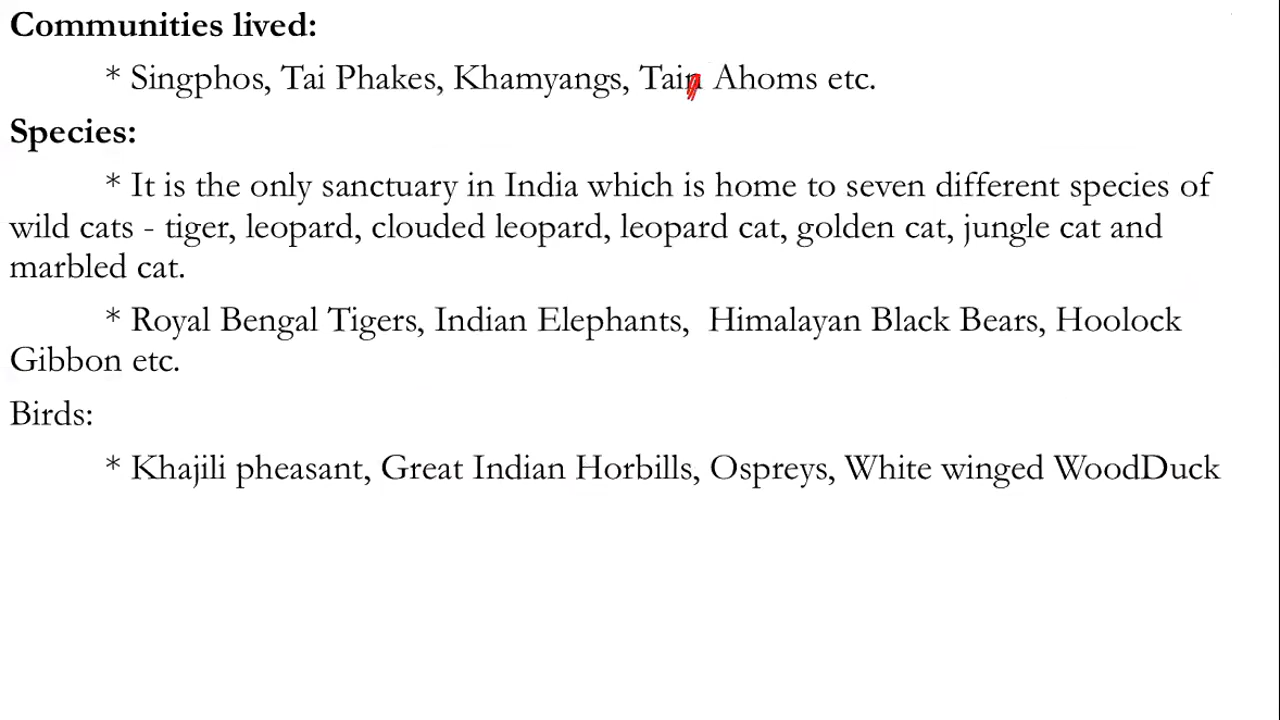 Communities lived:
* Singphos, Tai Phakes, Khamyangs, Tain Ahoms etc.
Species:
* It is the only sanctuary in India which is home to seven different species of
wild cats - tiger, leopard, clouded leopard, leopard cat, golden cat, jungle cat and
marbled cat.
* Royal Bengal Tigers, Indian Elephants, Himalayan Black Bears, Hoolock
Gibbon etc.
Birds:
* Khajili pheasant, Great Indian Horbills, Ospreys, White winged WoodDuck